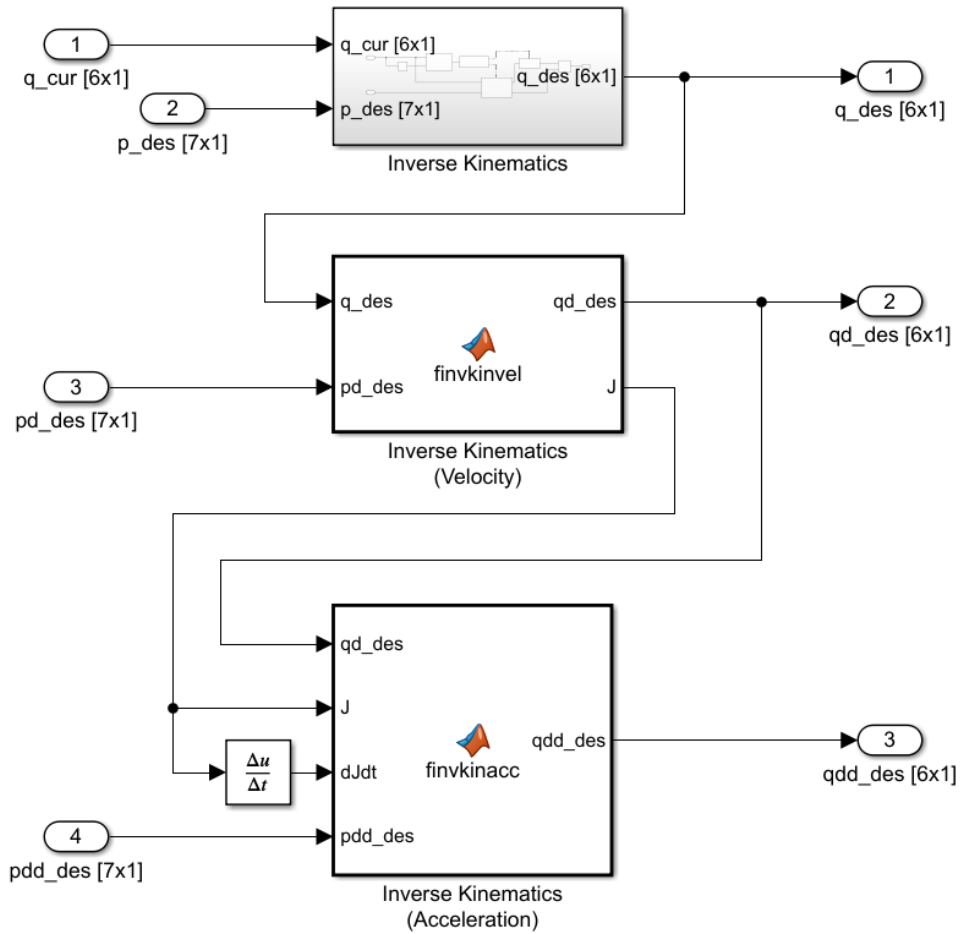 1
q_cur [6x1]
2
p_des [7x1]
q_cur [6x1]
p_des [7x1]
q_des [6x1]
Inverse Kinematics
1
q_des [6x1]
q_des
pd_des
finvkinvel
qd_des
J
Inverse Kinematics
(Velocity)
3
pd_des [7x1]
2
qd_des [6x1]
qd_des
J
dJdt
pdd_des
finvkinacc
qdd_des
Δu
Δt
Inverse Kinematics
(Acceleration)
4
pdd_des [7x1]
3
qdd_des [6x1]